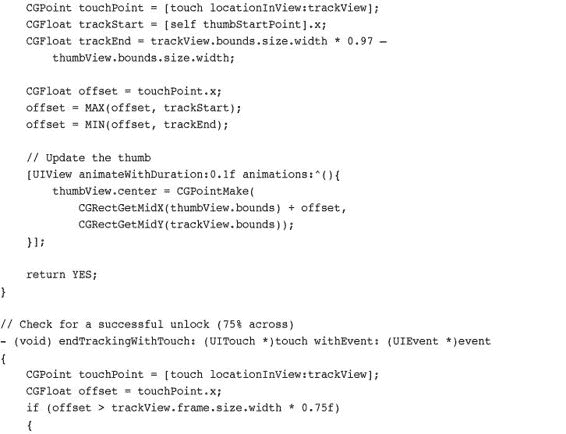 CGPoint touchPoint = [touch locationInView:trackView];
CGFloat trackStart = [self thumbStartPoint].x;
CGFloat trackEnd = trackView.bounds.size.width * 0.97 –
thumbView.bounds.size.width;
CGFloat offset = touchPoint.x;
offset = MAX(offset, trackStart);
offset = MIN(offset, trackEnd);
// Update the thumb
[UIView animateWithDuration:0.1f animations:^(){
thumbView.center = CGPointMake(
CGRectGetMidX(thumbView.bounds) + offset,
CGRectGetMidY(trackView.bounds));
}];
return YES;
}
// Check for a successful unlock (75% across)
– (void) endTrackingWithTouch: (UITouch *)touch withEvent: (UIEvent *)event
{
CGPoint touchPoint = [touch locationInView:trackView];
CGFloat offset = touchPoint.x;
if (offset > trackView.frame.size.width * 0.75f)
{